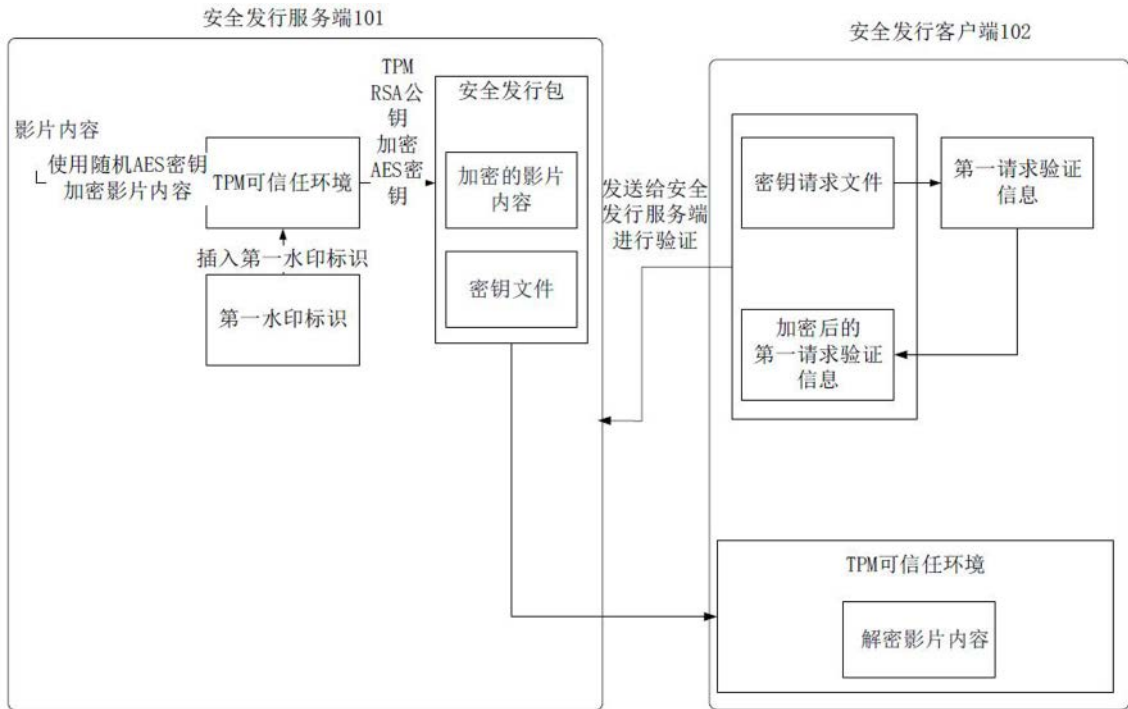 安全发行服务端101
影片内容
使用随机AES密钥
加密影片内容
TPM可信任环境
插入第一水印标识
第一水印标识
TPM
RSA公
钥
加密
AES密
钥
安全发行包
加密的影片
内容
密钥文件
发送给安全
发行服务端
进行验证
安全发行客户端102
密钥请求文件
第一请求验证
信息
加密后的
第一请求验证
信息
TPM可信任环境
解密影片内容